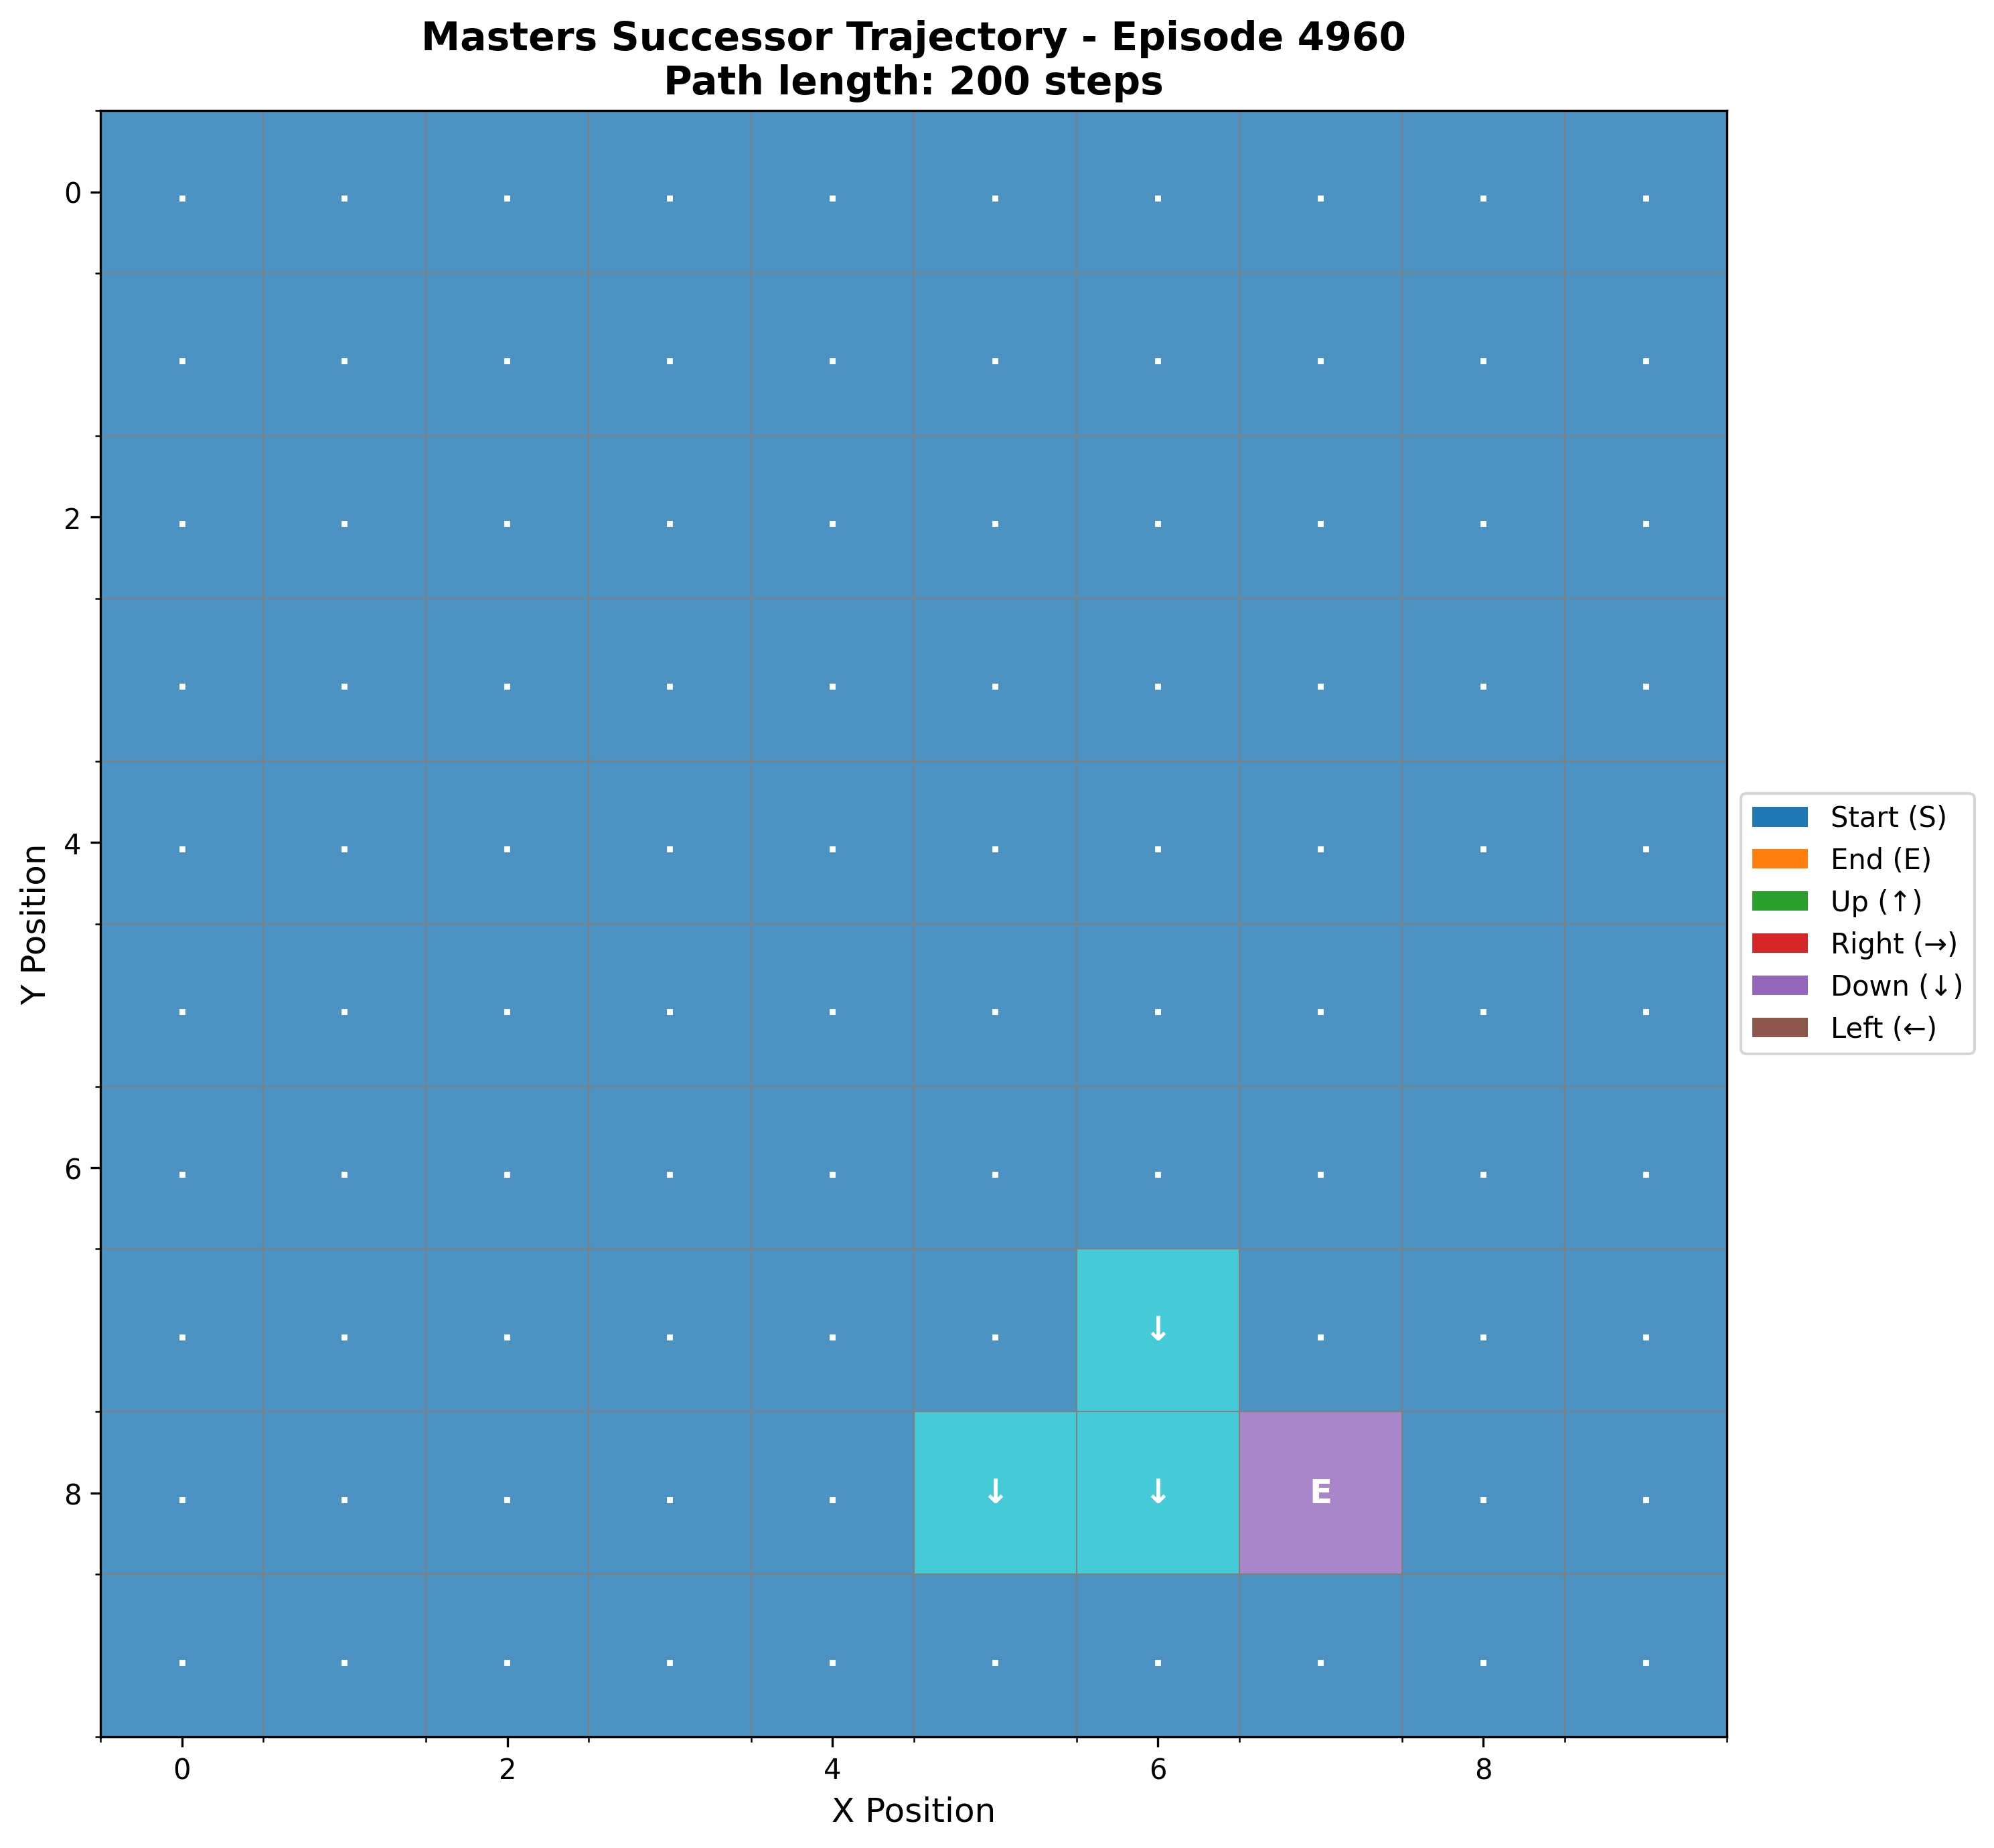 Masters Successor Trajectory - Episode 4960
Path length: 200 steps
Y Position
0
2
4
6
8
↓
↓ ↓ E
0 2 4 6 8
X Position
Start (S)
End (E)
Up (↑)
Right (→)
Down (↓)
Left (←)